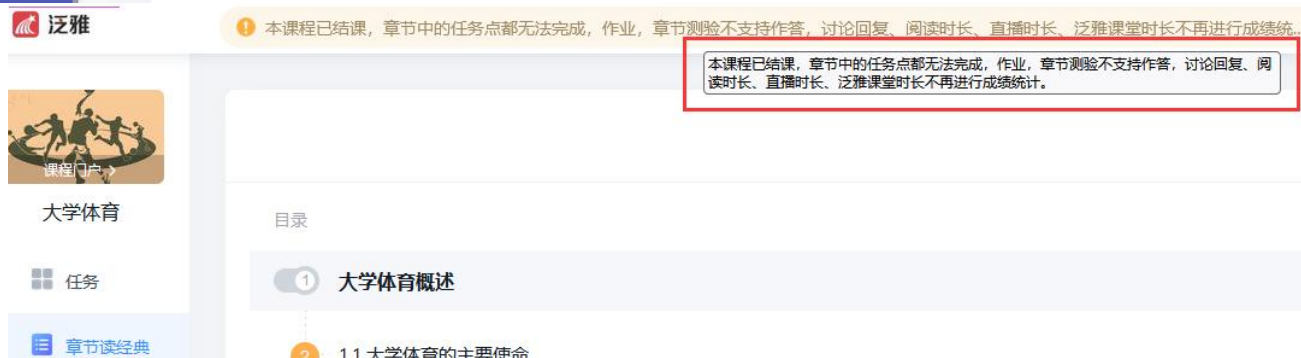 泛雅
本课程已结课，章节中的任务点都无法完成，作业，章节测验不支持作答，讨论回复、阅读时长、直播时长、泛雅课堂时长不再进行成绩统...
本课程已结课，章节中的任务点都无法完成，作业，章节测验不支持作答，讨论回复、阅
读时长、直播时长、泛雅课堂时长不再进行成绩统计。
课程门户 >
大学体育
目录
任务
1 大学体育概述
章节读经典
2 1.1 大学体育的主要使命